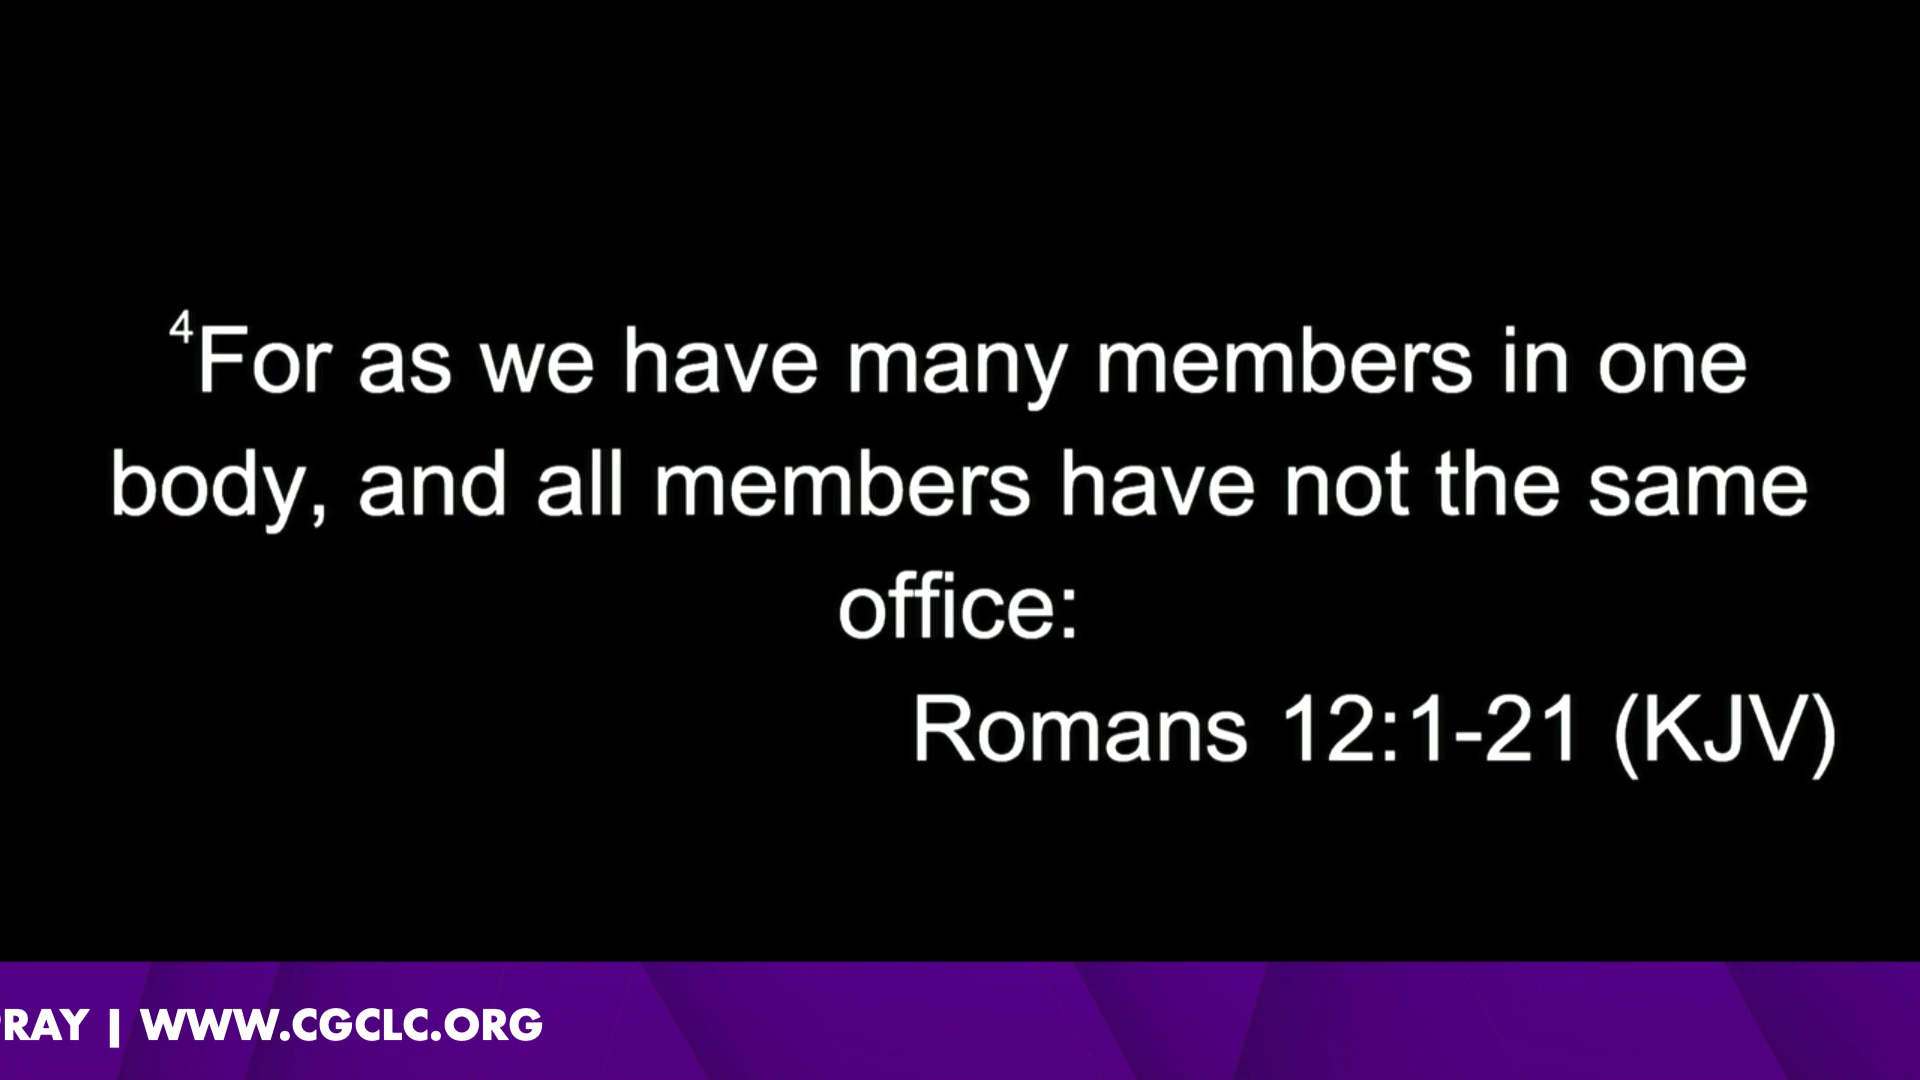 ⁴For as we have many members in one
body, and all members have not the same
office:
Romans 12:1-21 (KJV)
RAY | WWW.CGCLC.ORG